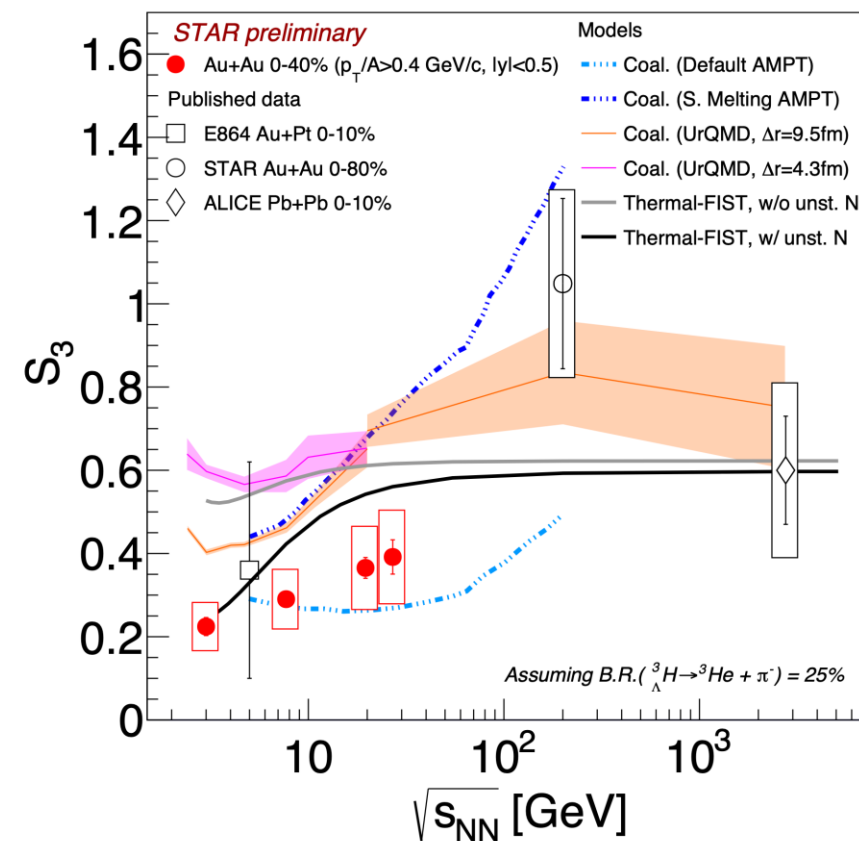 STAR preliminary
Au+Au 0-40% (p_T/A>0.4 GeV/c, |y|<0.5)
Published data
E864 Au+Pt 0-10%
STAR Au+Au 0-80%
ALICE Pb+Pb 0-10%
Models
Coal. (Default AMPT)
Coal. (S. Melting AMPT)
Coal. (UrQMD, Δr=9.5fm)
Coal. (UrQMD, Δr=4.3fm)
Thermal-FIST, w/o unst. N
Thermal-FIST, w/ unst. N
S₃
1.6
1.4
1.2
1
0.8
0.6
0.4
0.2
0
Assuming B.R.(³_ΛH→³He + π⁻) = 25%
10
10²
10³
√s_NN [GeV]